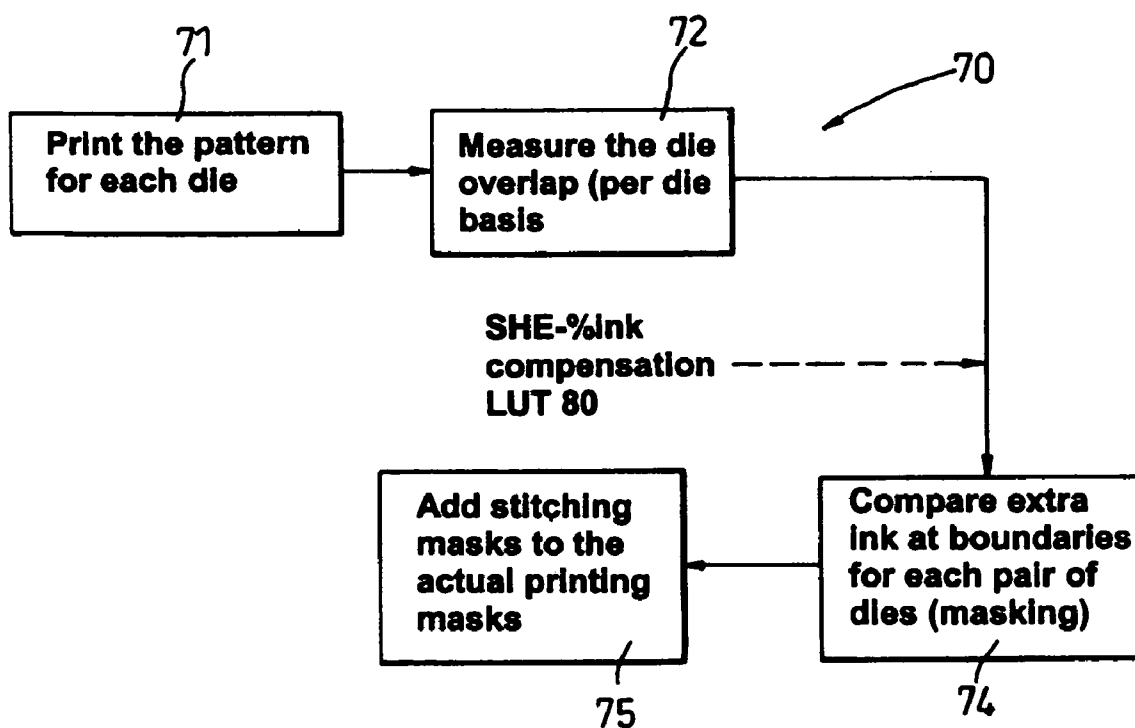 71
72
70
Print the pattern
for each die
Measure the die
overlap (per die
basis
SHE-%ink
compensation
LUT 80
Compare extra
ink at boundaries
for each pair of
dies (masking)
Add stitching
masks to the
actual printing
masks
75
74